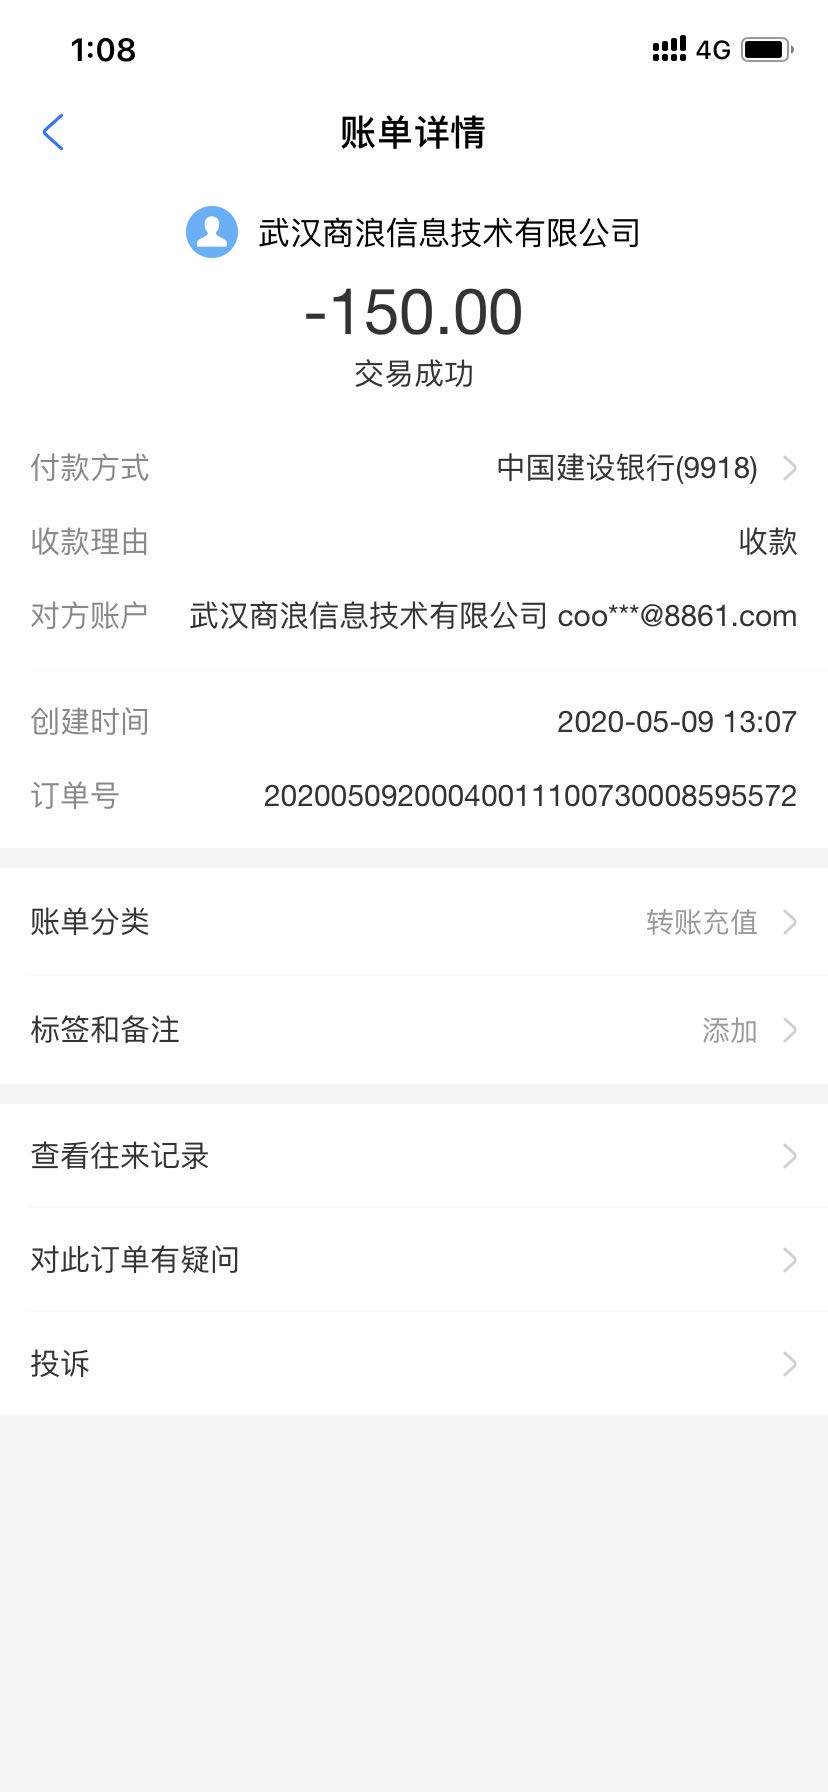 1:08
4G
账单详情
武汉商浪信息技术有限公司
-150.00
交易成功
付款方式 中国建设银行(9918)
收款理由 收款
对方账户 武汉商浪信息技术有限公司 coo***@8861.com
创建时间 2020-05-09 13:07
订单号 20200509200040011100730008595572
账单分类 转账充值
标签和备注 添加
查看往来记录
对此订单有疑问
投诉